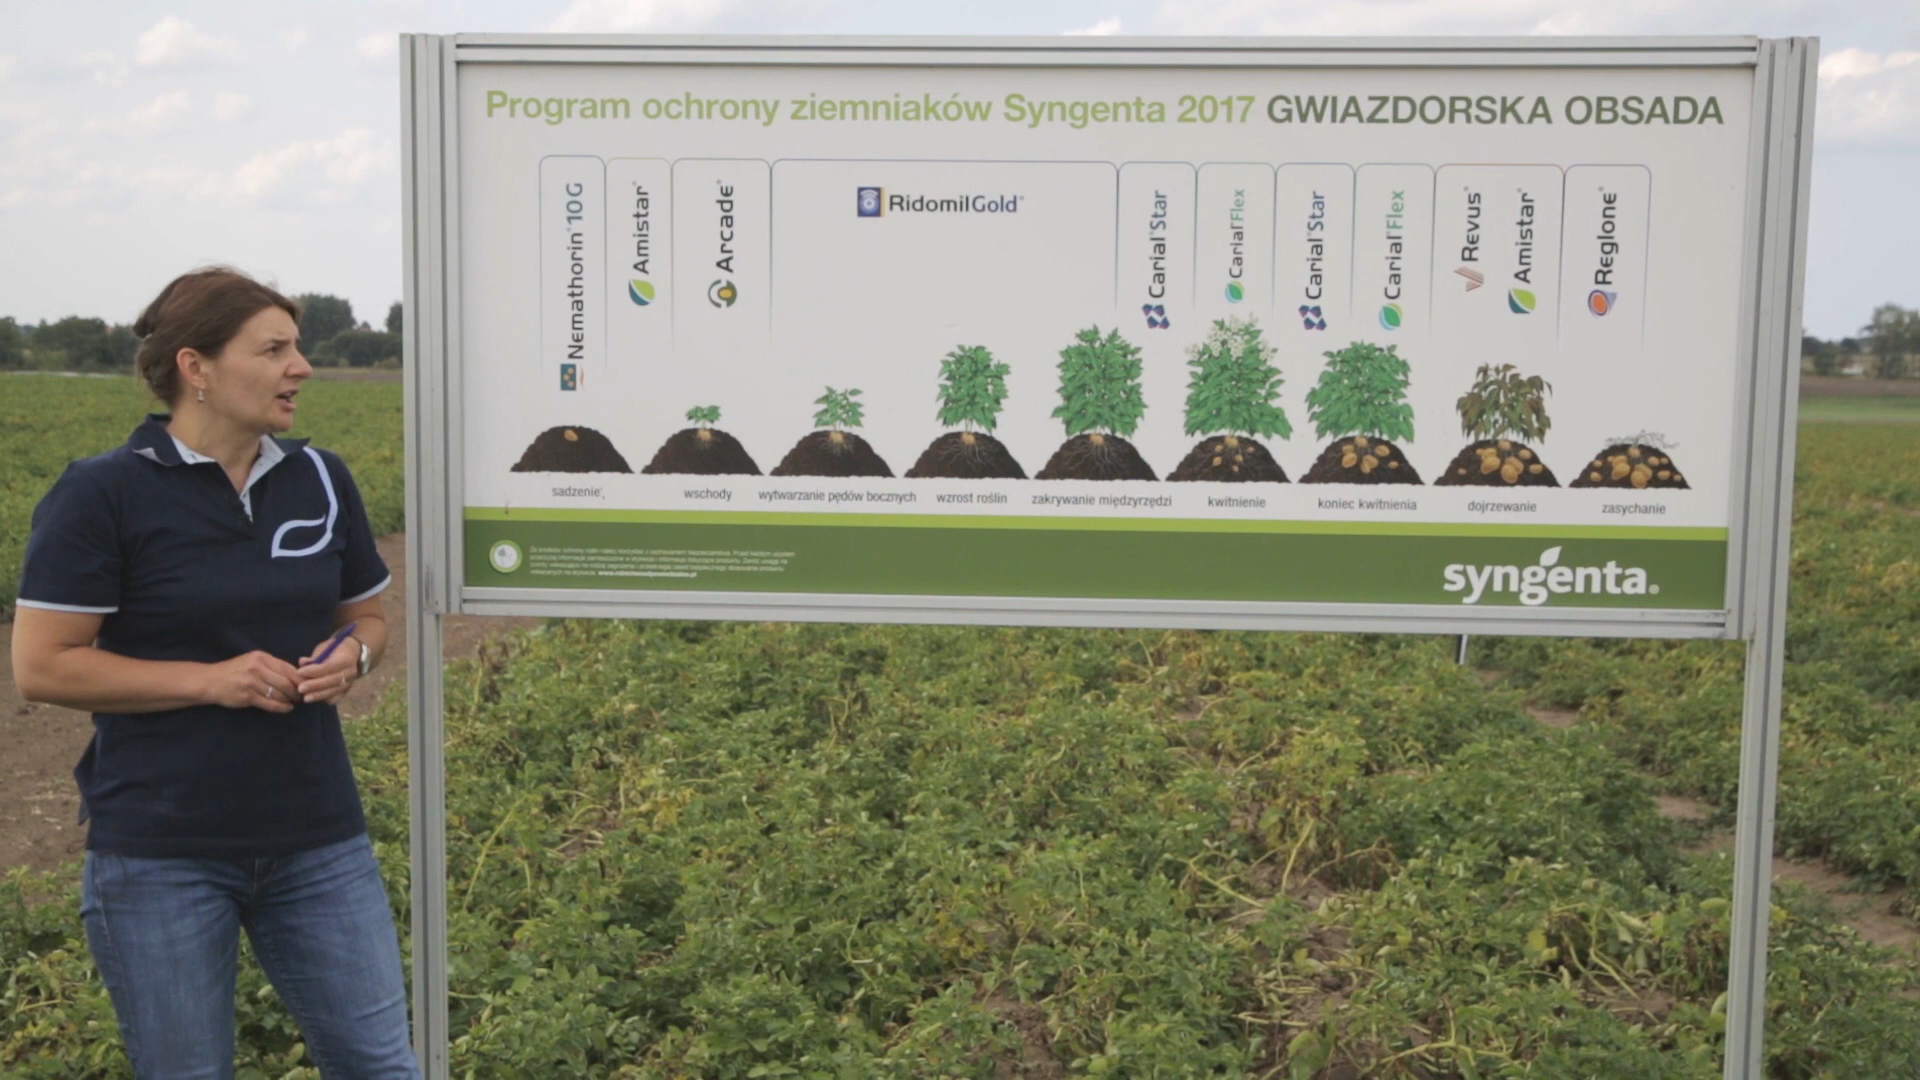 Program ochrony ziemniaków Syngenta 2017 GWIAZDORSKA OBSADA
Nemathorin® 10G
Amistar®
Arcade®
RidomilGold®
Carial® Star
Carial® Flex
Carial® Star
Carial® Flex
Revus®
Amistar®
Reglone®
sadzenie,
wschody
wytwarzanie pędów bocznych
wzrost roślin
zakrywanie międzyrzędzi
kwitnienie
koniec kwitnienia
dojrzewanie
zasychanie
syngenta®